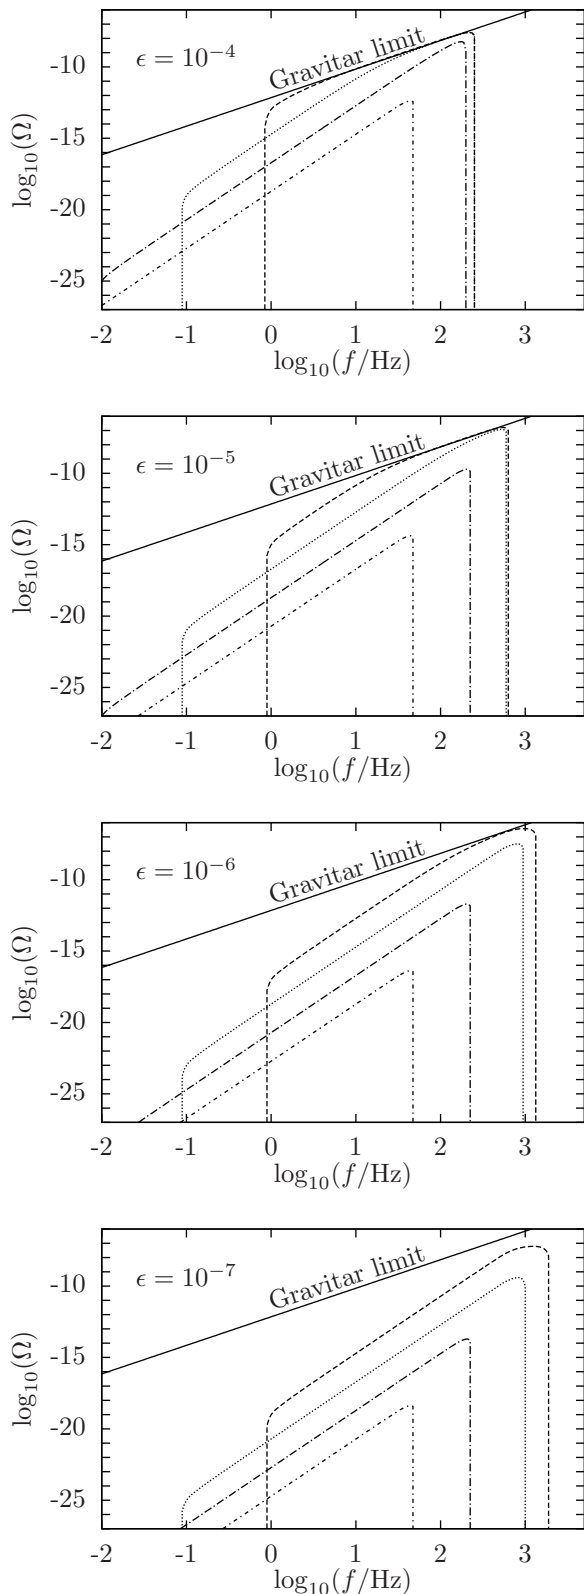 -10
-15
-20
-25
log₁₀(Ω)
ϵ = 10⁻⁴
Gravitar limit
-2 -1 0 1 2 3
log₁₀(f/Hz)
-10
-15
-20
-25
log₁₀(Ω)
ϵ = 10⁻⁵
Gravitar limit
-2 -1 0 1 2 3
log₁₀(f/Hz)
-10
-15
-20
-25
log₁₀(Ω)
ϵ = 10⁻⁶
Gravitar limit
-2 -1 0 1 2 3
log₁₀(f/Hz)
-10
-15
-20
-25
log₁₀(Ω)
ϵ = 10⁻⁷
Gravitar limit
-2 -1 0 1 2 3
log₁₀(f/Hz)